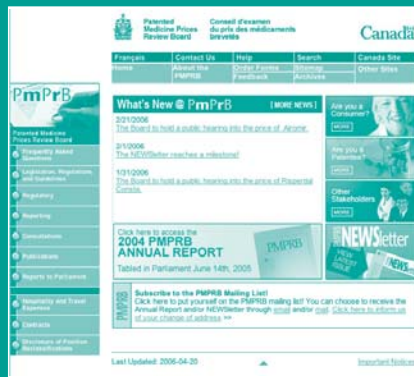 Patented
Medicine Prices
Review Board
Conseil d'examen
du prix des médicaments
brevetés
Canada
Français
Contact Us
Help
Search
Canada Site
Home
About the
PMPRB
Order Forms
Feedback
Sitemap
Archives
Other Sites
PmPrB
Patented Medicine
Prices Review Board
Frequently Asked
Questions
Legislation, Regulations,
and Guidelines
Regulatory
Reporting
Consultations
Publications
Reports to Parliament
Hospitality and Travel
Expenses
Contracts
Disclosure of Position
Reclassifications
What's New @ PmPrB [MORE NEWS]
2/21/2006
The Board to hold a public hearing into the price of Airomir.
2/1/2006
The NEWSletter reaches a milestone!
1/31/2006
The Board to hold a public hearing into the price of Risperdal
Consta.
Are you a
Consumer?
MORE
Are you a
Patentee?
MORE
Other
Stakeholders
MORE
NEWSletter
VIEW
LATEST
ISSUE
NEWS
Click here to access the
2004 PMPRB
ANNUAL REPORT
Tabled in Parliament June 14th, 2005
PMPRB
PMPRB
Subscribe to the PMPRB Mailing List!
Click here to put yourself on the PMPRB mailing list! You can choose to receive the
Annual Report and/or NEWSletter through email and/or mail. Click here to inform us
of your change of address. >>
Last Updated: 2006-04-20
Important Notices